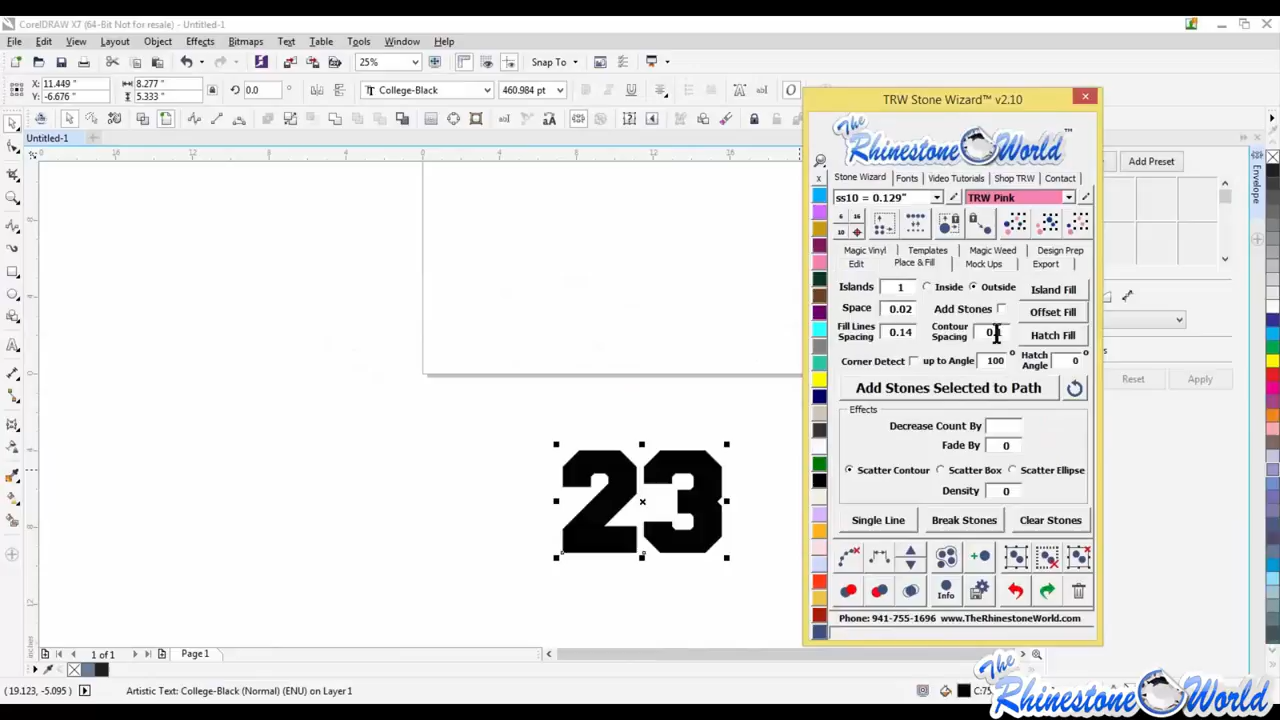 CorelDRAW X7 (64-Bit Not for resale) - Untitled-1
File Edit View Layout Object Effects Bitmaps Text Table Tools Window Help
25% Snap To
X: 11.449 " 8.277 " 0.0 ° College-Black 460.984 pt
Y: -6.676 " 5.333 "
Untitled-1
Add Preset
Envelope
Reset Apply
TRW Stone Wizard™ v2.10
The Rhinestone World ™
Stone Wizard Fonts Video Tutorials Shop TRW Contact
ss10 = 0.129" TRW Pink
Magic Vinyl Templates Magic Weed Design Prep
Edit Place & Fill Mock Ups Export
Islands 1 Inside Outside Island Fill
Space 0.02 Add Stones Offset Fill
Fill Lines Spacing 0.14 Contour Spacing Hatch Fill
Corner Detect up to Angle 100 ° Hatch Angle 0 °
Add Stones Selected to Path
Effects
Decrease Count By
Fade By 0
Scatter Contour Scatter Box Scatter Ellipse
Density 0
Single Line Break Stones Clear Stones
Info
Phone: 941-755-1696 www.TheRhinestoneWorld.com
23
1 of 1 Page 1
(19.123, -5.095) Artistic Text: College-Black (Normal) (ENU) on Layer 1
The Rhinestone World